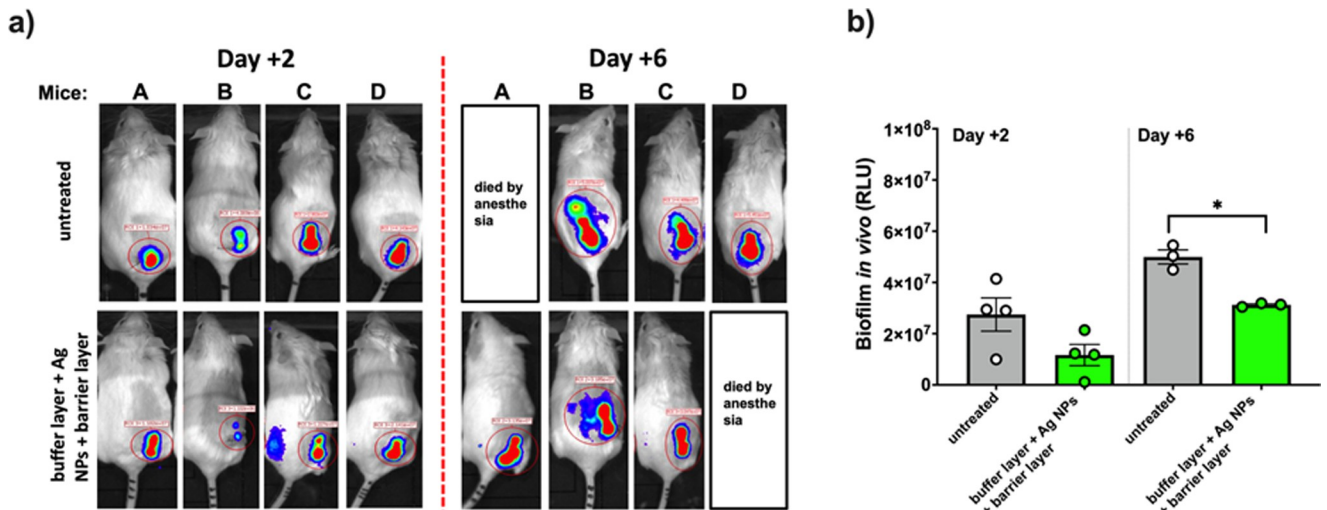 a)
Day +2
Day +6
Mice:
A
B
C
D
A
B
C
D
untreated
died by
anesthe
sia
buffer layer + Ag
NPs + barrier layer
died by
anesthe
sia
b)
Biofilm in vivo (RLU)
1×10⁸
8×10⁷
6×10⁷
4×10⁷
2×10⁷
0
Day +2
Day +6
*
untreated
buffer layer + Ag NPs
+ barrier layer
untreated
buffer layer + Ag NPs
+ barrier layer